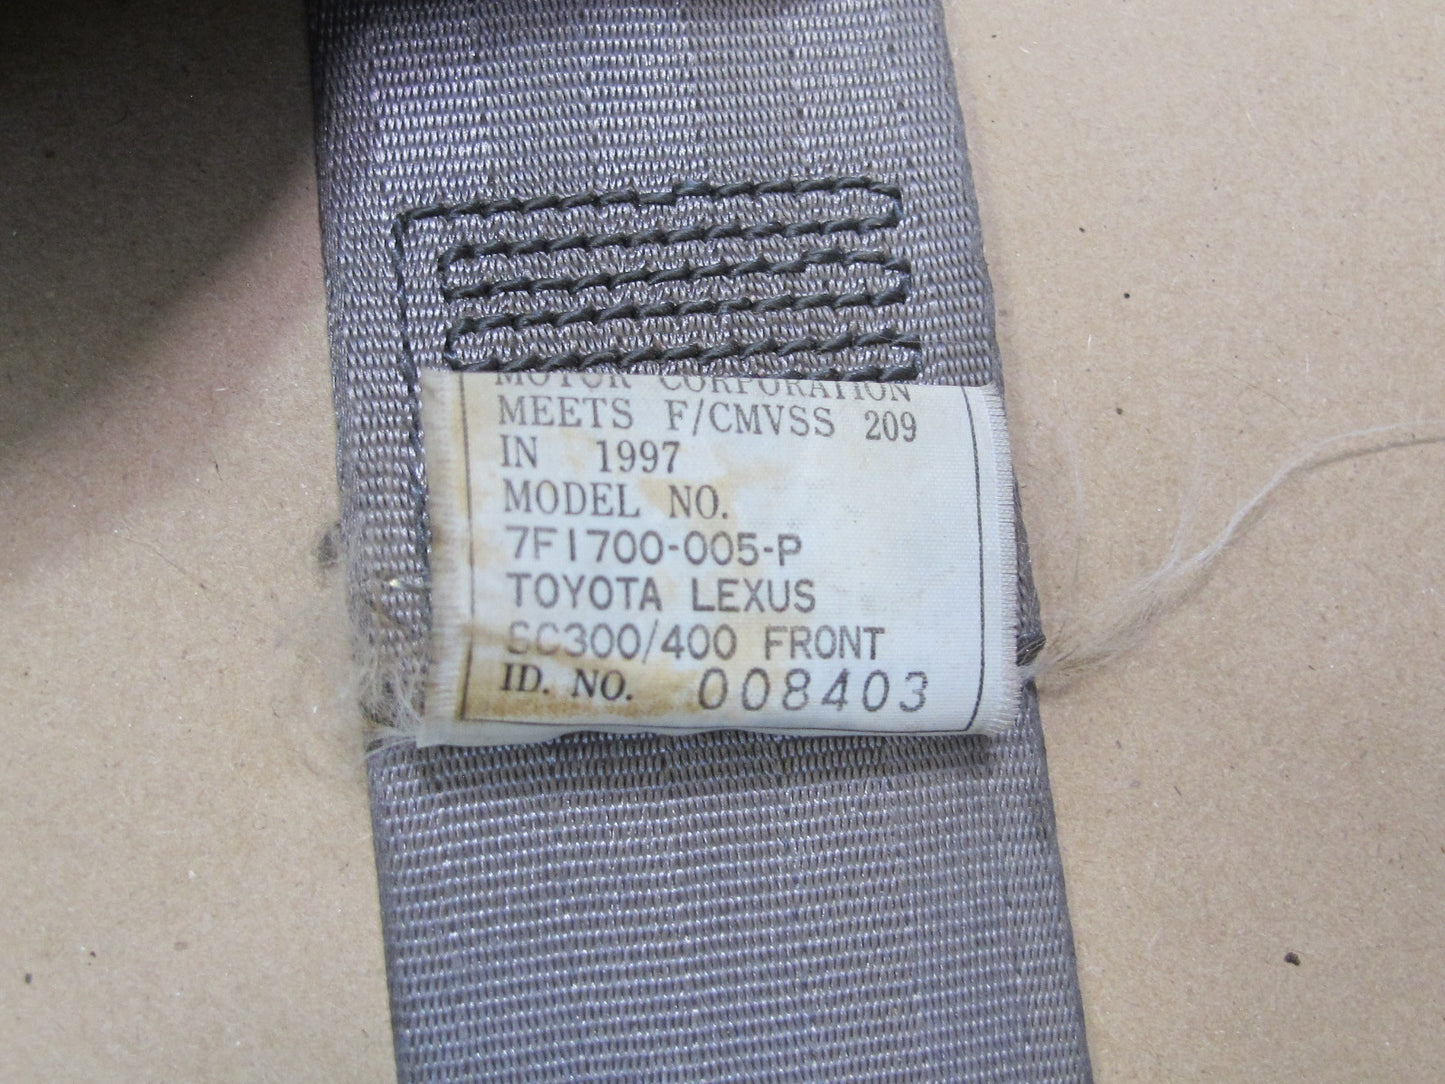 MOTOR CORPORATION
MEETS F/CMVSS 209
IN 1997
MODEL NO.
7F1700-005-P
TOYOTA LEXUS
SC300/400 FRONT
ID. NO. 008403